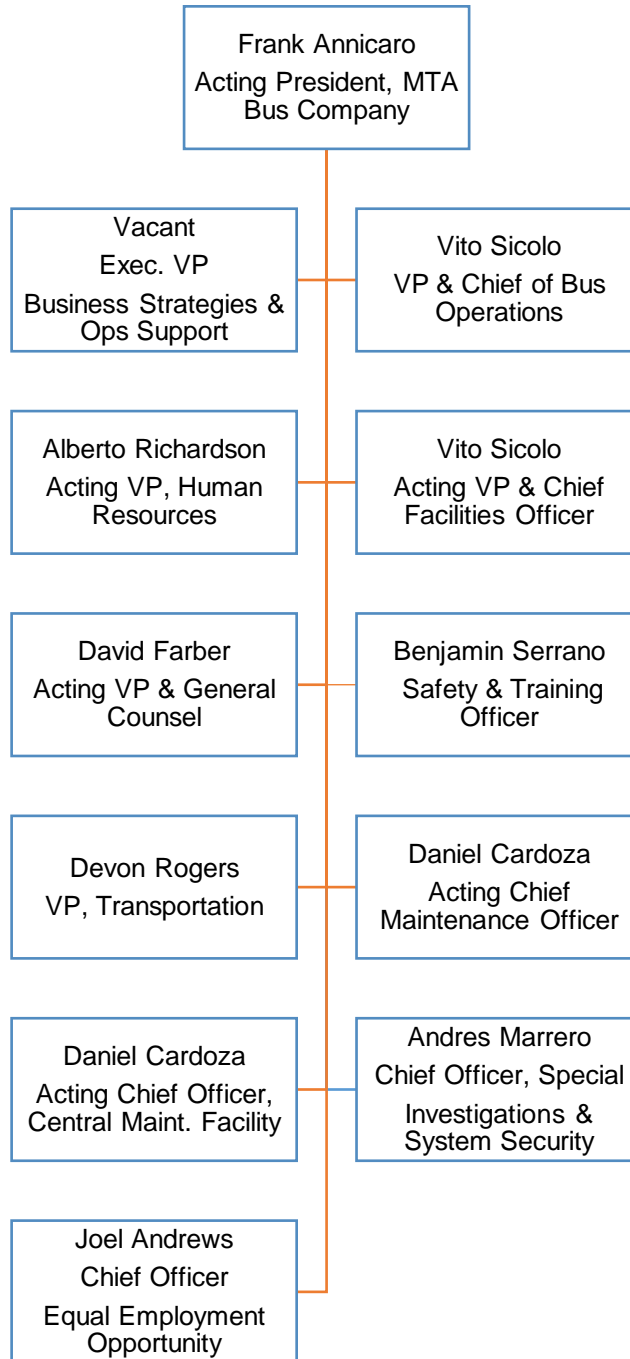 Frank Annicaro
Acting President, MTA
Bus Company
Vacant
Exec. VP
Business Strategies &
Ops Support
Vito Sicolo
VP & Chief of Bus
Operations
Alberto Richardson
Acting VP, Human
Resources
Vito Sicolo
Acting VP & Chief
Facilities Officer
David Farber
Acting VP & General
Counsel
Benjamin Serrano
Safety & Training
Officer
Devon Rogers
VP, Transportation
Daniel Cardoza
Acting Chief
Maintenance Officer
Daniel Cardoza
Acting Chief Officer,
Central Maint. Facility
Andres Marrero
Chief Officer, Special
Investigations &
System Security
Joel Andrews
Chief Officer
Equal Employment
Opportunity